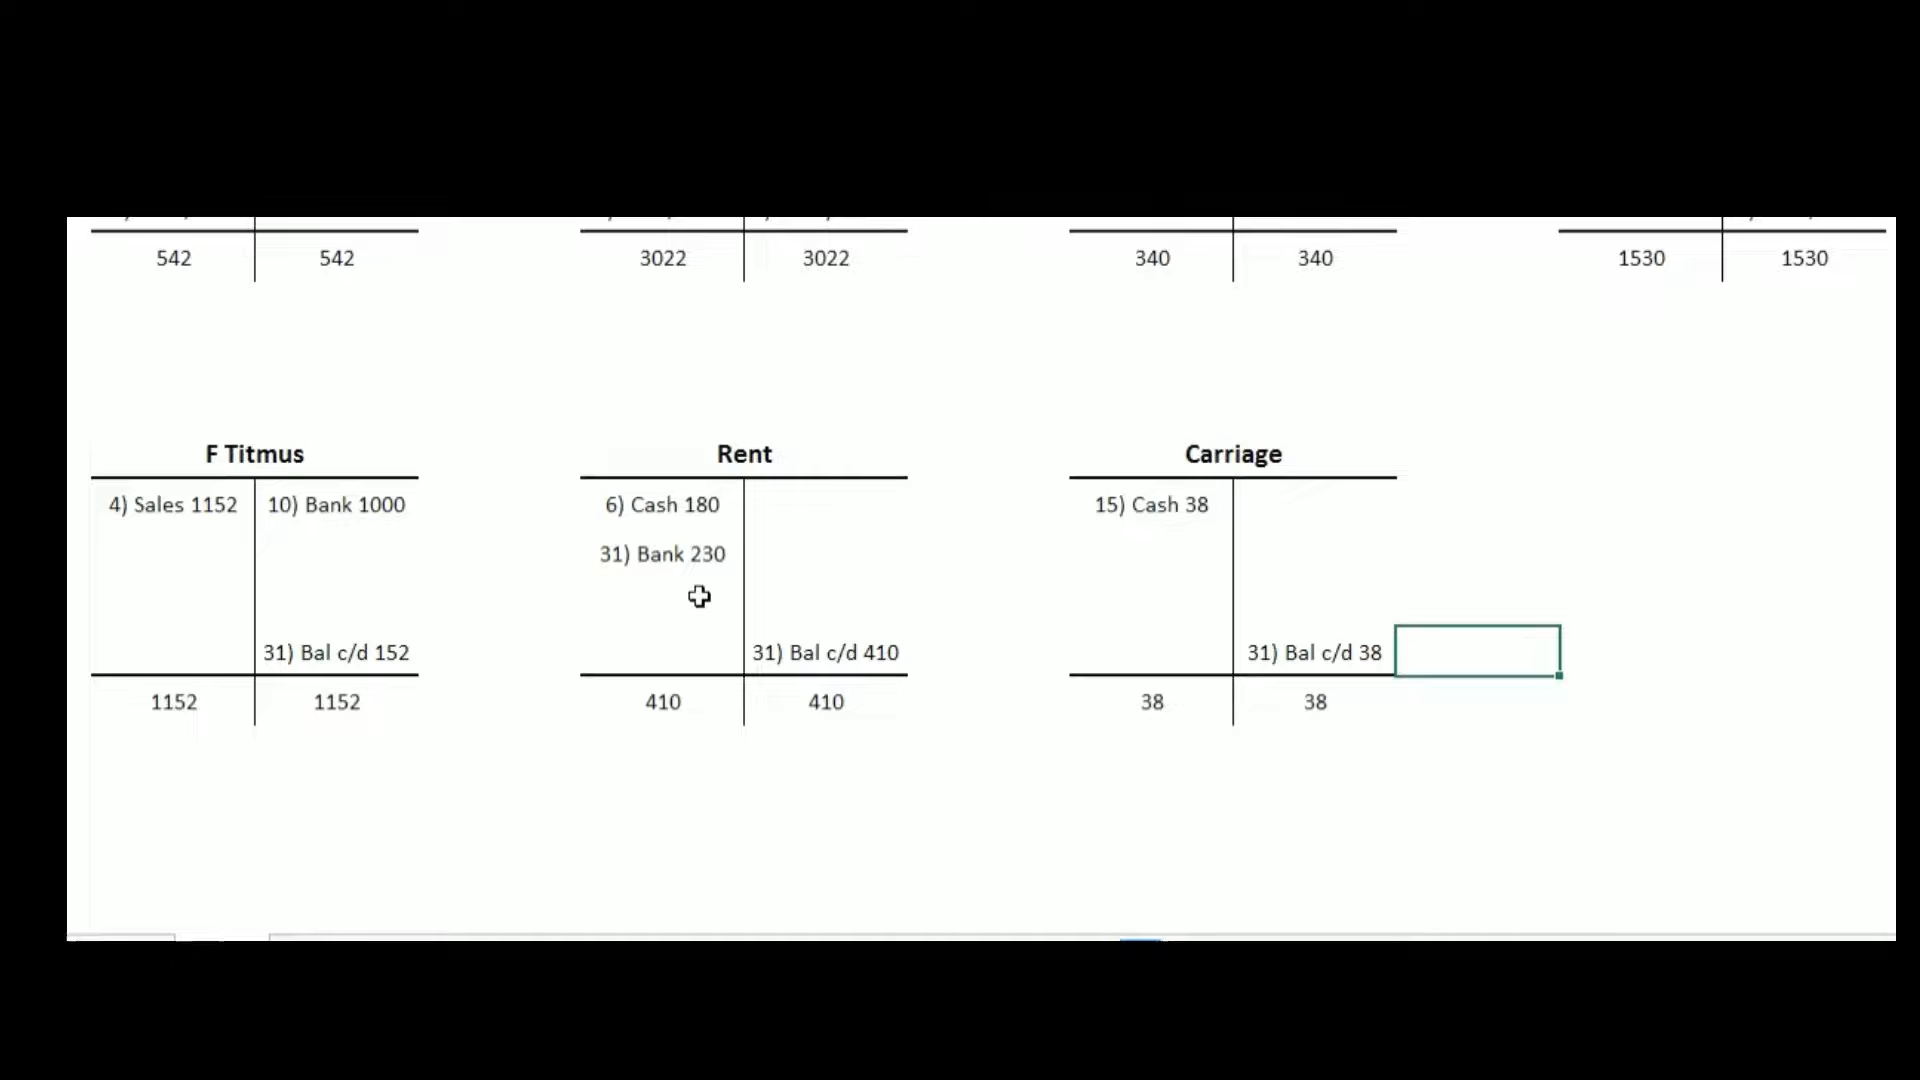 542 542 3022 3022 340 340 1530 1530
F Titmus Rent Carriage
4) Sales 1152 10) Bank 1000 6) Cash 180 15) Cash 38
31) Bank 230
31) Bal c/d 152 31) Bal c/d 410 31) Bal c/d 38
1152 1152 410 410 38 38